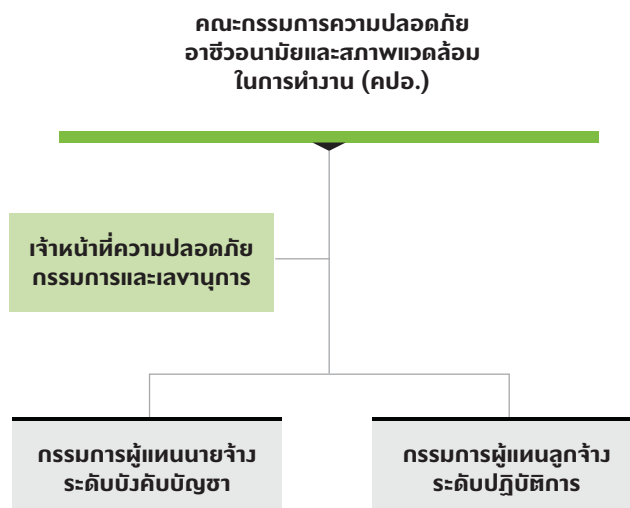 คณะกรรมการความปลอดภัย
อาชีวอนามัยและสภาพแวดล้อม
ในการทำงาน (คปอ.)
เจ้าหน้าที่ความปลอดภัย
กรรมการและเลขานุการ
กรรมการผู้แทนนายจ้าง
ระดับบังคับบัญชา
กรรมการผู้แทนลูกจ้าง
ระดับปฏิบัติการ